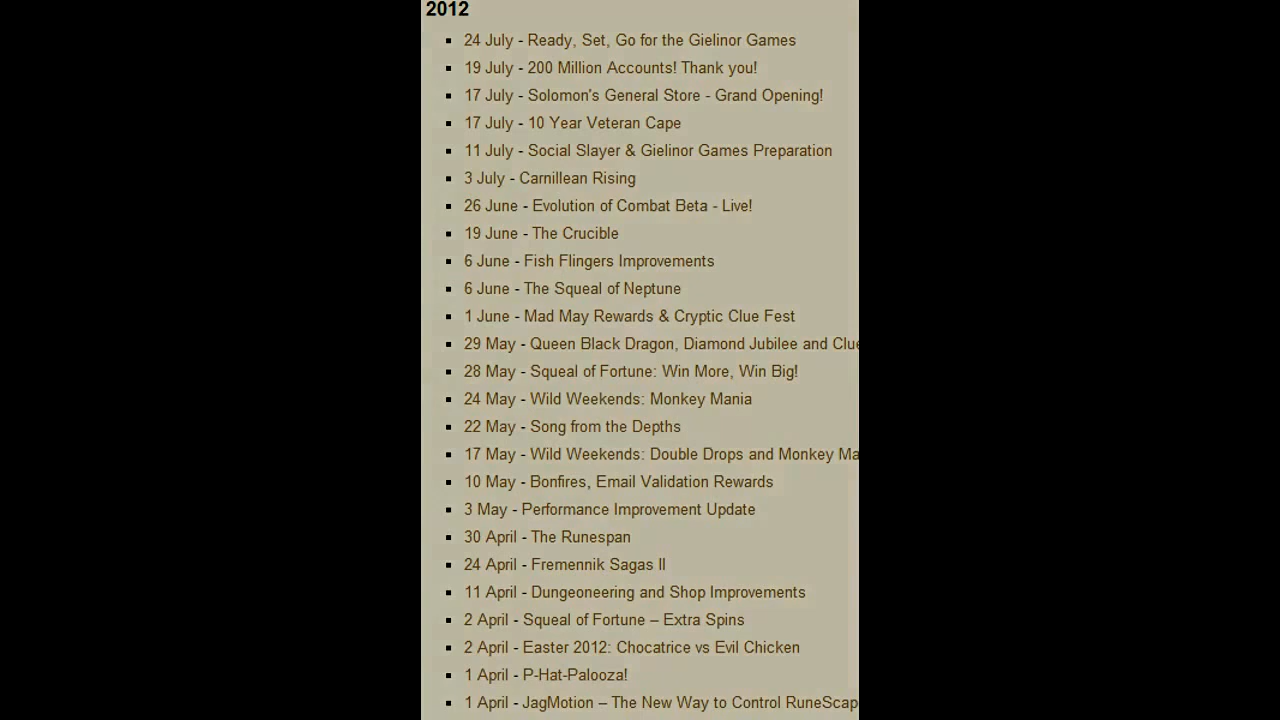 2012
24 July - Ready, Set, Go for the Gielinor Games
19 July - 200 Million Accounts! Thank you!
17 July - Solomon's General Store - Grand Opening!
17 July - 10 Year Veteran Cape
11 July - Social Slayer & Gielinor Games Preparation
3 July - Carnillean Rising
26 June - Evolution of Combat Beta - Live!
19 June - The Crucible
6 June - Fish Flingers Improvements
6 June - The Squeal of Neptune
1 June - Mad May Rewards & Cryptic Clue Fest
29 May - Queen Black Dragon, Diamond Jubilee and Clue
28 May - Squeal of Fortune: Win More, Win Big!
24 May - Wild Weekends: Monkey Mania
22 May - Song from the Depths
17 May - Wild Weekends: Double Drops and Monkey Ma
10 May - Bonfires, Email Validation Rewards
3 May - Performance Improvement Update
30 April - The Runespan
24 April - Fremennik Sagas II
11 April - Dungeoneering and Shop Improvements
2 April - Squeal of Fortune – Extra Spins
2 April - Easter 2012: Chocatrice vs Evil Chicken
1 April - P-Hat-Palooza!
1 April - JagMotion – The New Way to Control RuneScap